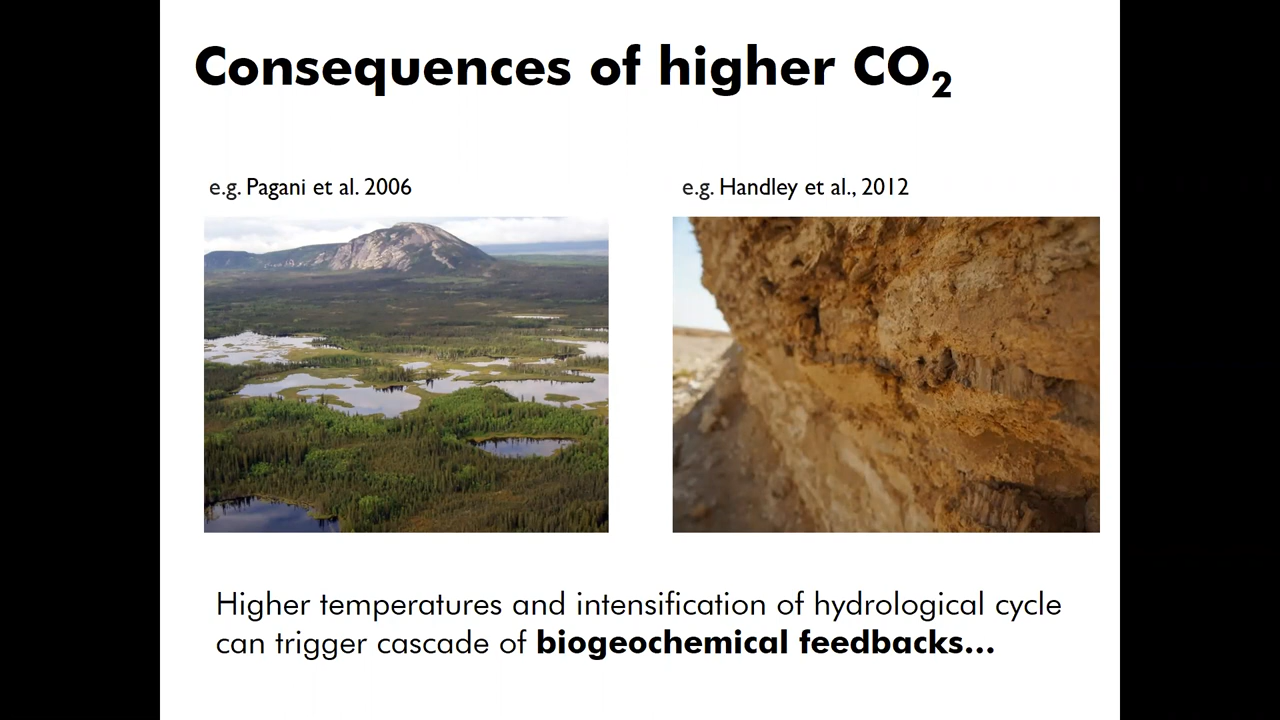 Consequences of higher CO₂
e.g. Pagani et al. 2006
e.g. Handley et al., 2012
Higher temperatures and intensification of hydrological cycle
can trigger cascade of biogeochemical feedbacks...